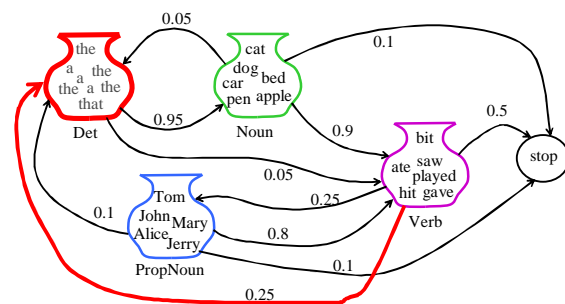 0.05
0.1
the
a the
a
the a the
that
Det
cat
dog
car bed
pen apple
Noun
0.95
0.9
0.5
bit
ate saw
played
hit gave
Verb
stop
0.05
0.25
Tom
John Mary
Alice
Jerry
PropNoun
0.1
0.8
0.1
0.25